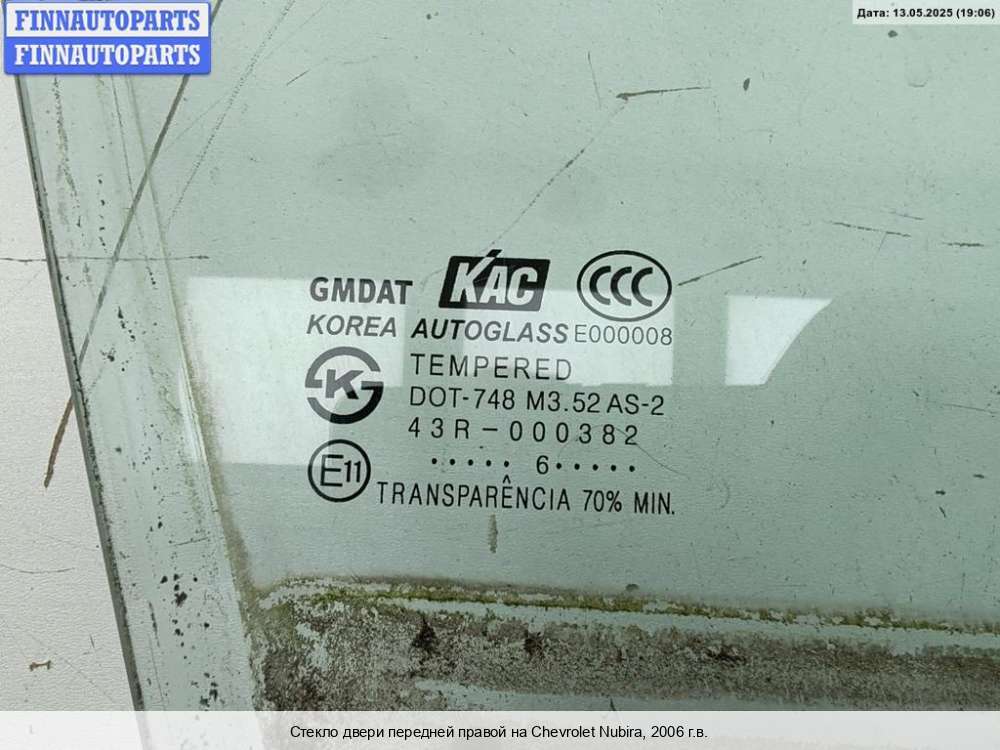 FINNAUTOPARTS
FINNAUTOPARTS
Дата: 13.05.2025 (19:06)
GMDAT KAC CCC
KOREA AUTOGLASS E000008
TEMPERED
K
DOT-748 M3.52 AS-2
43R-000382
E11
..... 6.....
TRANSPARÊNCIA 70% MIN.
Стекло двери передней правой на Chevrolet Nubira, 2006 г.в.